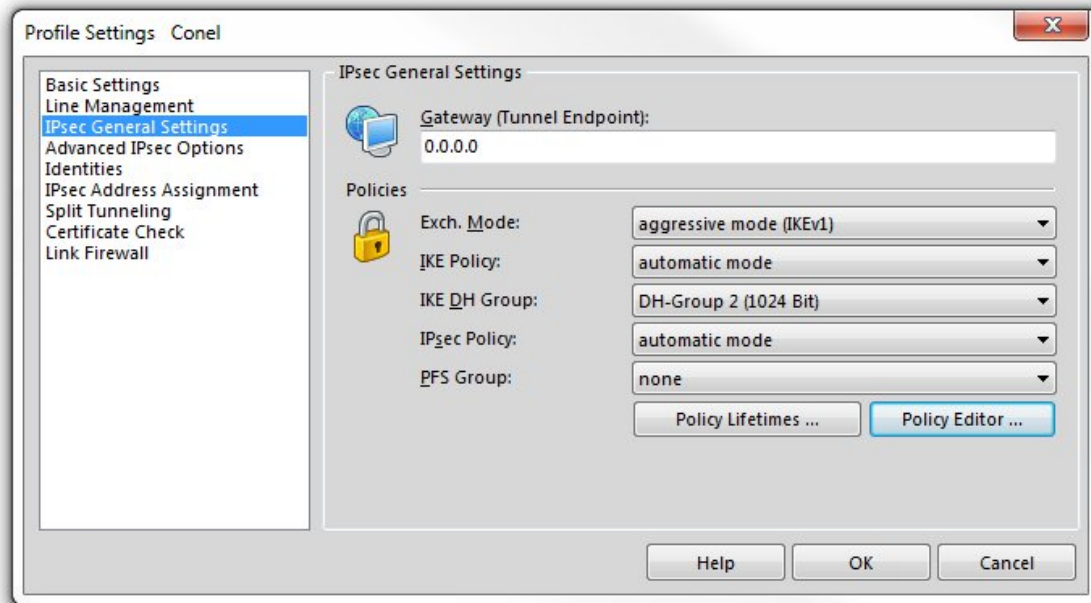 Profile Settings Conel
Basic Settings
Line Management
IPsec General Settings
Advanced IPsec Options
Identities
IPsec Address Assignment
Split Tunneling
Certificate Check
Link Firewall
IPsec General Settings
Gateway (Tunnel Endpoint):
0.0.0.0
Policies
Exch. Mode: aggressive mode (IKEv1)
IKE Policy: automatic mode
IKE DH Group: DH-Group 2 (1024 Bit)
IPsec Policy: automatic mode
PFS Group: none
Policy Lifetimes ... Policy Editor ...
Help OK Cancel